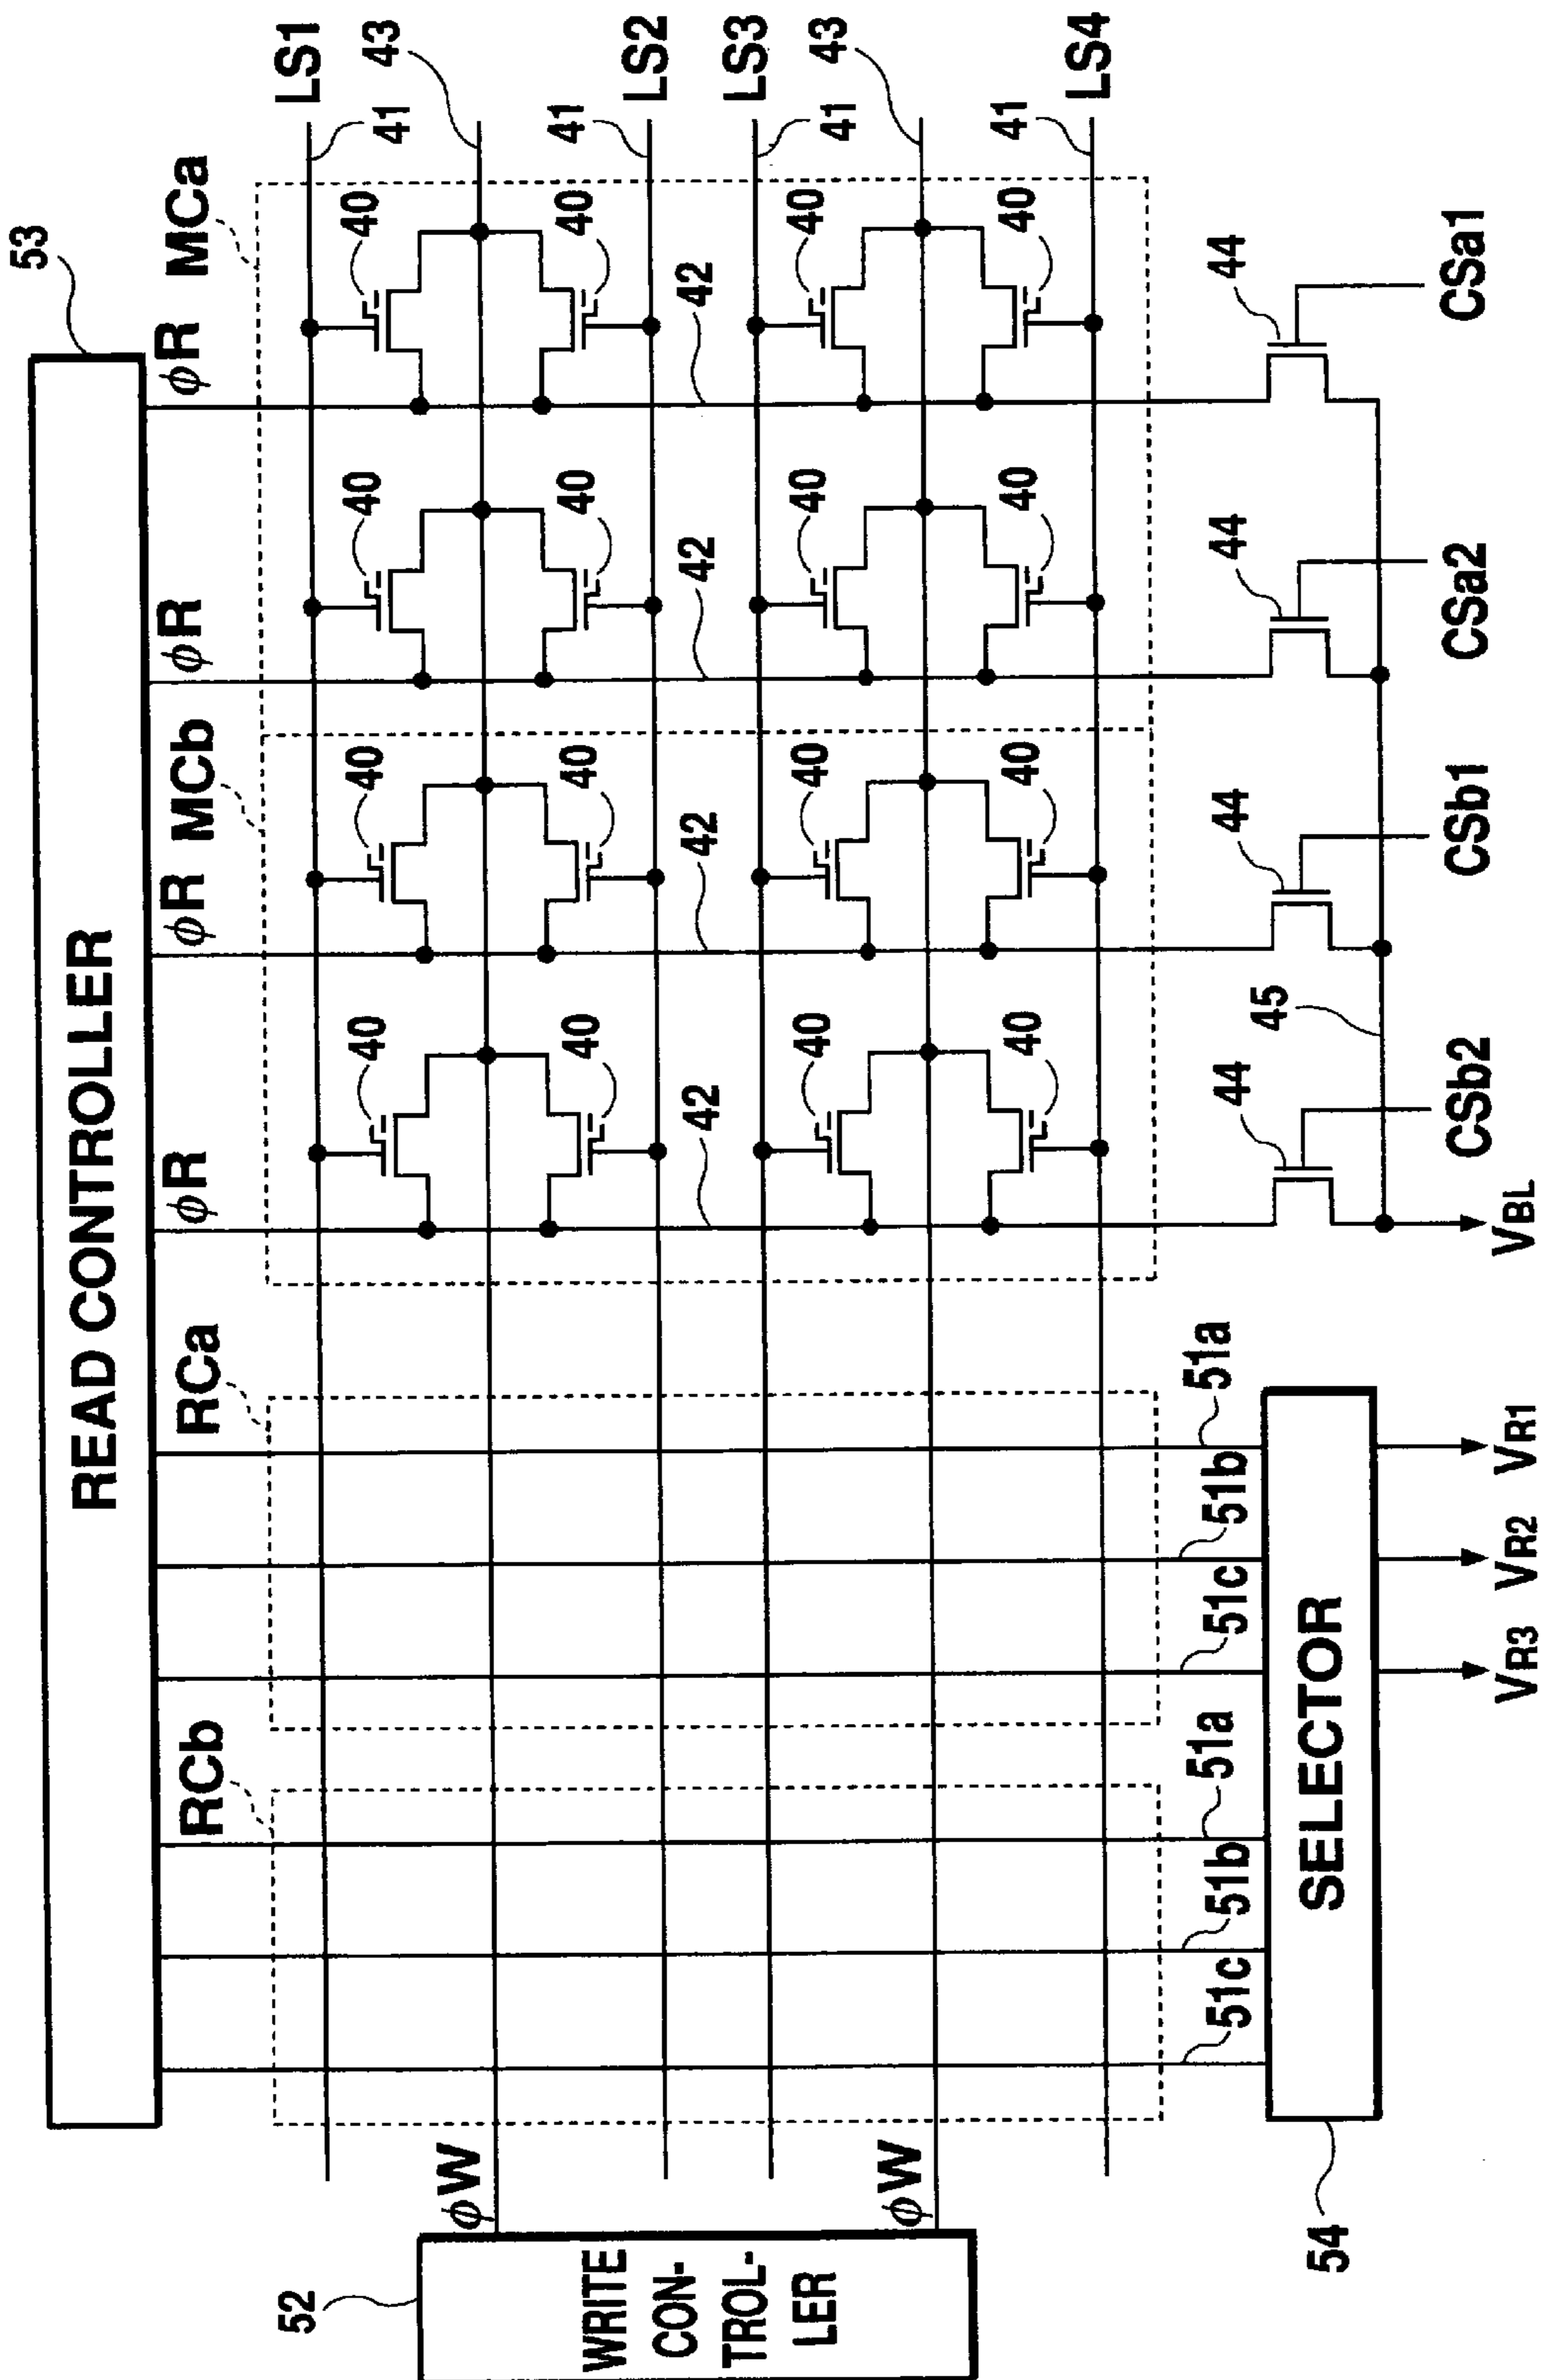 53
READ CONTROLLER
RCb
RCa
φR
φR MCb
φR
φR MCa
LS1
41
40
40
40
40
43
φW
52
WRITE
CON-
TROL-
LER
40
40
40
40
41
LS2
42
42
42
42
LS3
41
40
40
40
40
43
φW
40
40
40
40
41
LS4
51c
51b
51a
51c
51b
51a
54
SELECTOR
44
44
44
44
45
CSb2
CSb1
CSa2
CSa1
VR3
VR2
VR1
VBL